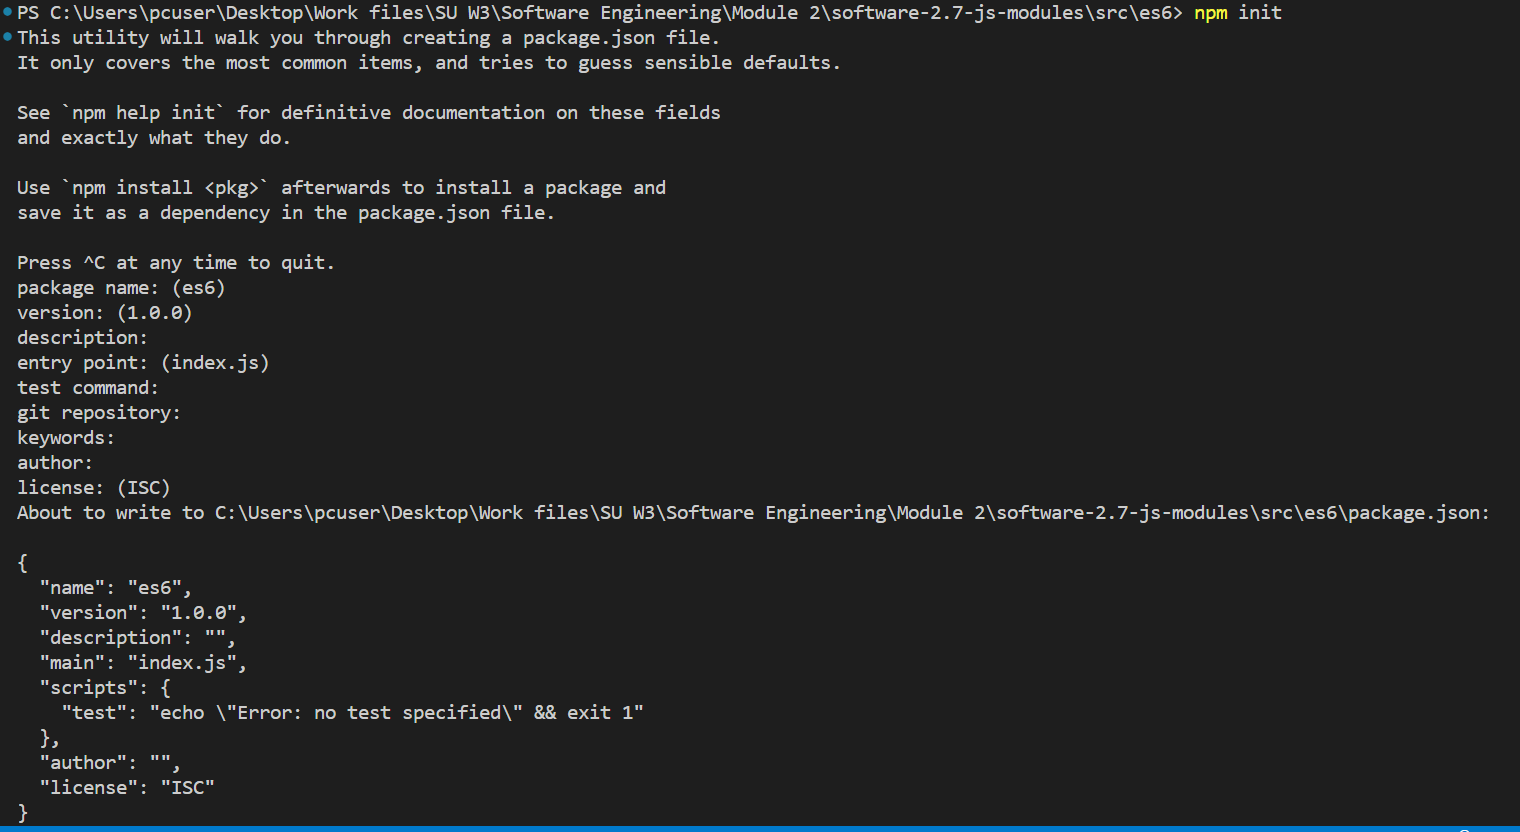 PS C:\Users\pcuser\Desktop\Work files\SU W3\Software Engineering\Module 2\software-2.7-js-modules\src\es6> npm init
This utility will walk you through creating a package.json file.
It only covers the most common items, and tries to guess sensible defaults.

See `npm help init` for definitive documentation on these fields
and exactly what they do.

Use `npm install <pkg>` afterwards to install a package and
save it as a dependency in the package.json file.

Press ^C at any time to quit.
package name: (es6)
version: (1.0.0)
description:
entry point: (index.js)
test command:
git repository:
keywords:
author:
license: (ISC)
About to write to C:\Users\pcuser\Desktop\Work files\SU W3\Software Engineering\Module 2\software-2.7-js-modules\src\es6\package.json:

{
  "name": "es6",
  "version": "1.0.0",
  "description": "",
  "main": "index.js",
  "scripts": {
    "test": "echo \"Error: no test specified\" && exit 1"
  },
  "author": "",
  "license": "ISC"
}